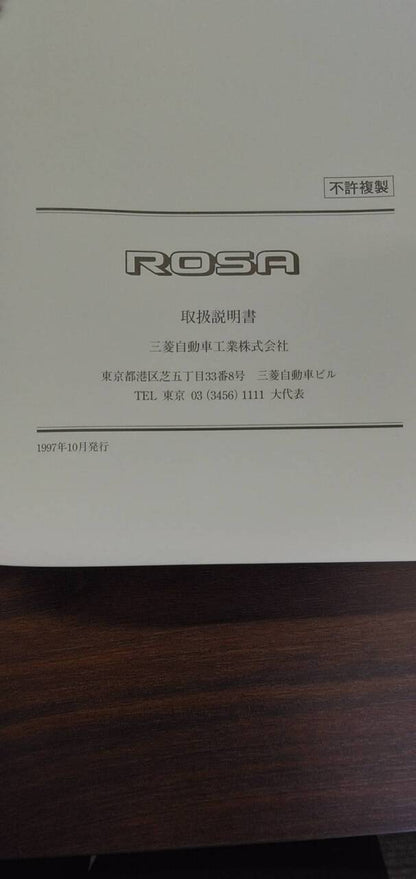 不許複製
ROSA
取扱説明書
三菱自動車工業株式会社
東京都港区芝五丁目33番8号　三菱自動車ビル
TEL 東京 03 (3456) 1111 大代表
1997年10月発行